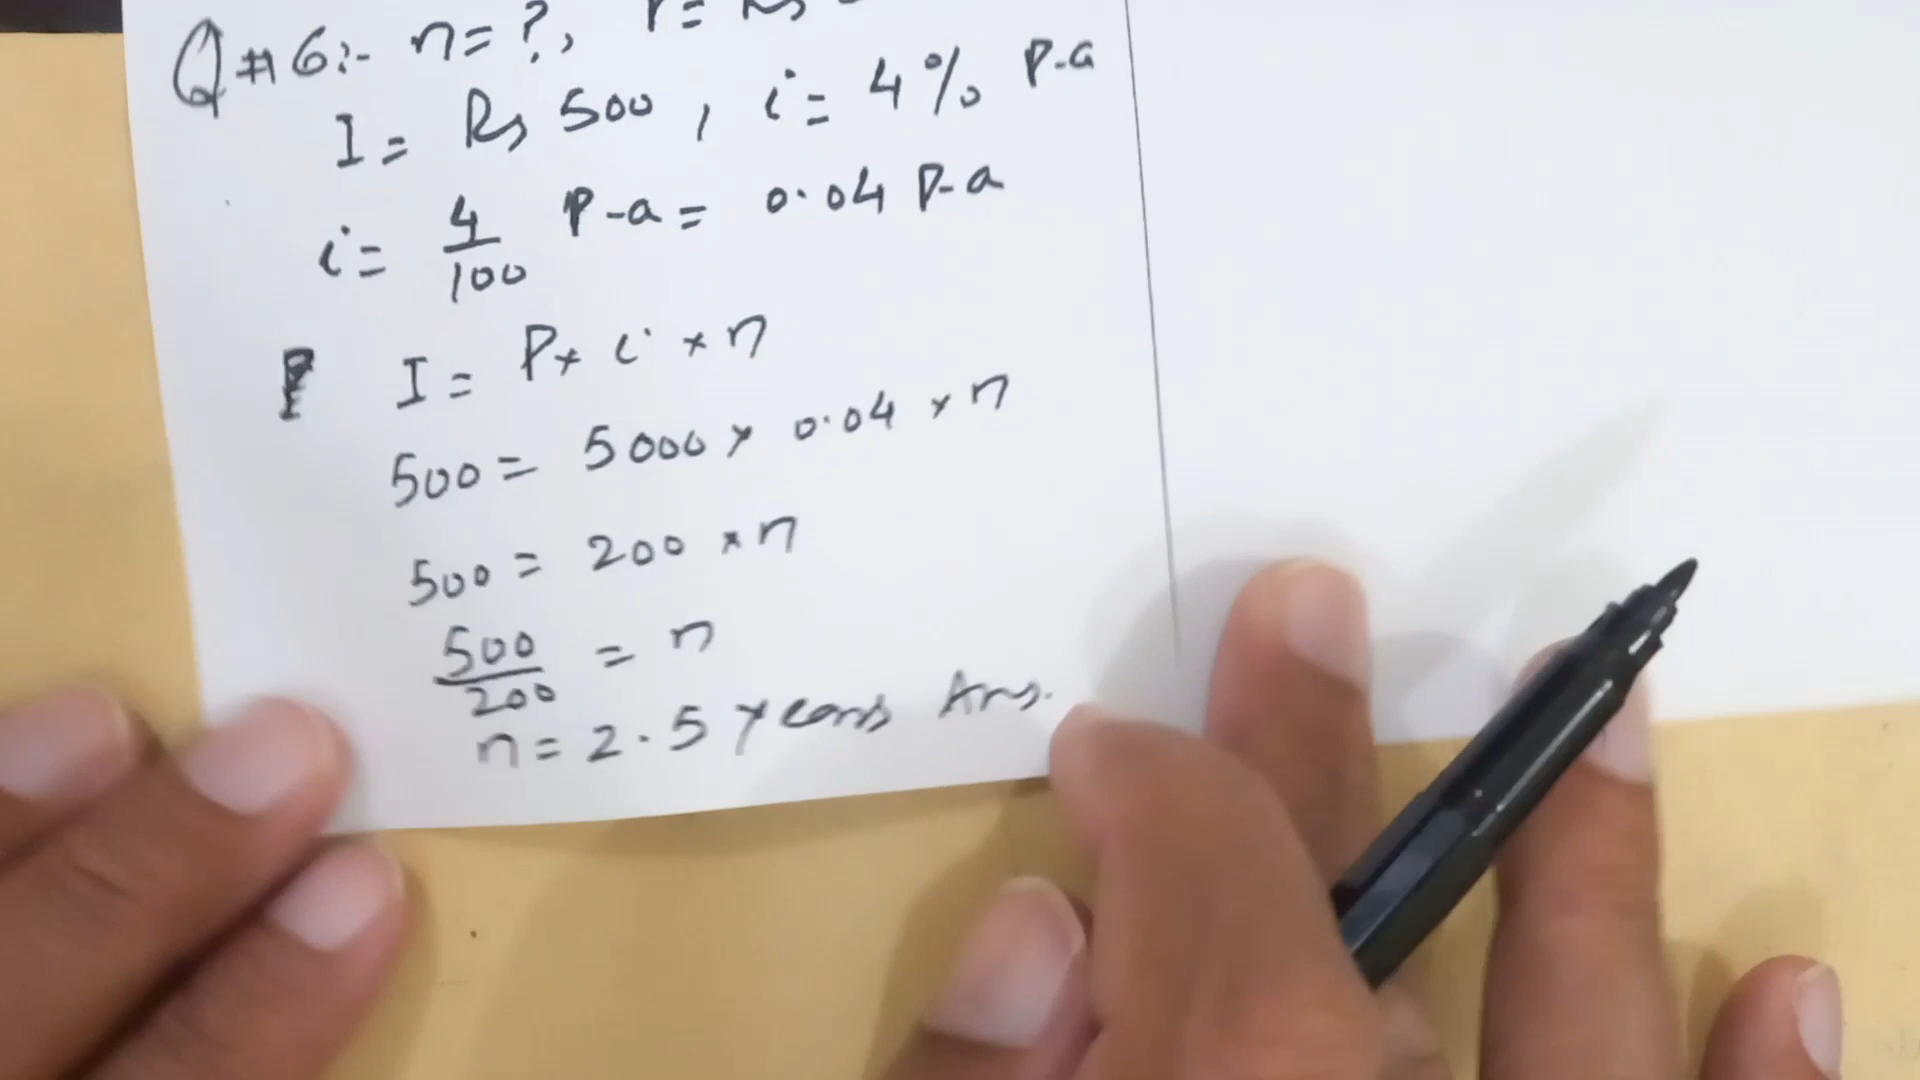 Q#6:- n=?, P= Rs
I= Rs 500, i= 4% P-a
i= 4/100 P-a= 0.04 P-a
I= P× i ×n
500= 5000× 0.04 ×n
500= 200 ×n
500/200 = n
n= 2.5 years Ans.